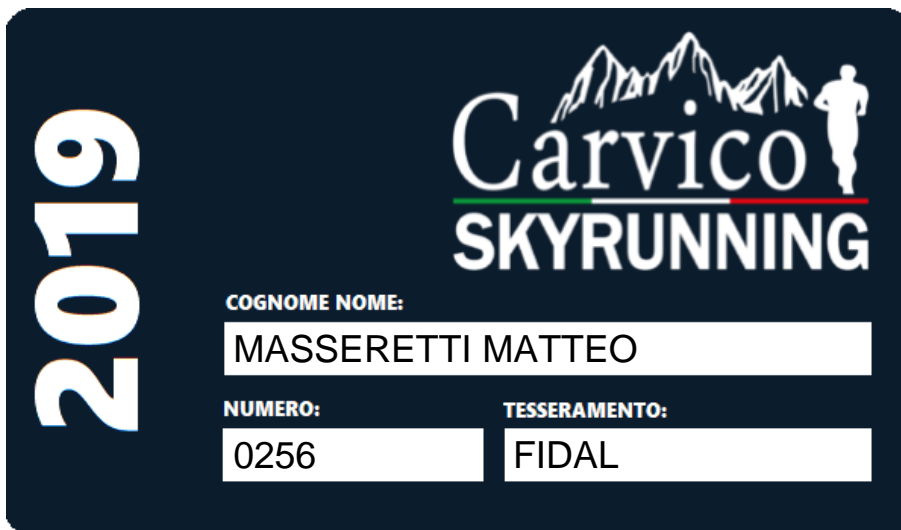 2019
Carvico
SKYRUNNING
COGNOME NOME:
MASSERETTI MATTEO
NUMERO:
TESSERAMENTO:
0256
FIDAL